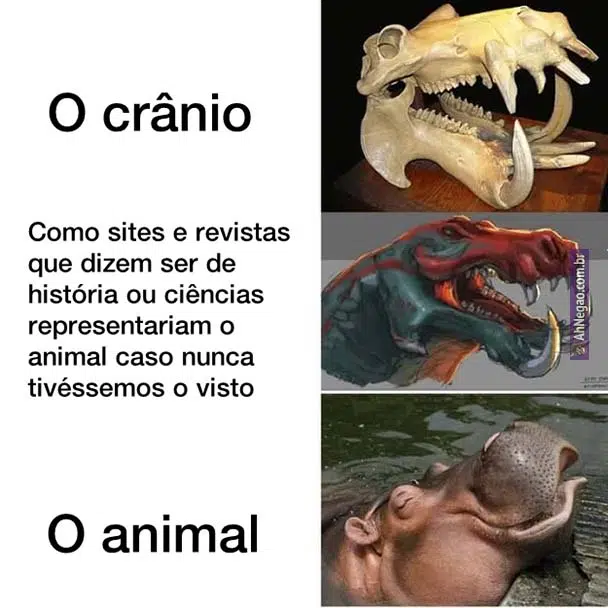 O crânio
Como sites e revistas
que dizem ser de
história ou ciências
representariam o
animal caso nunca
tivéssemos o visto
AhNegao.com.br
O animal